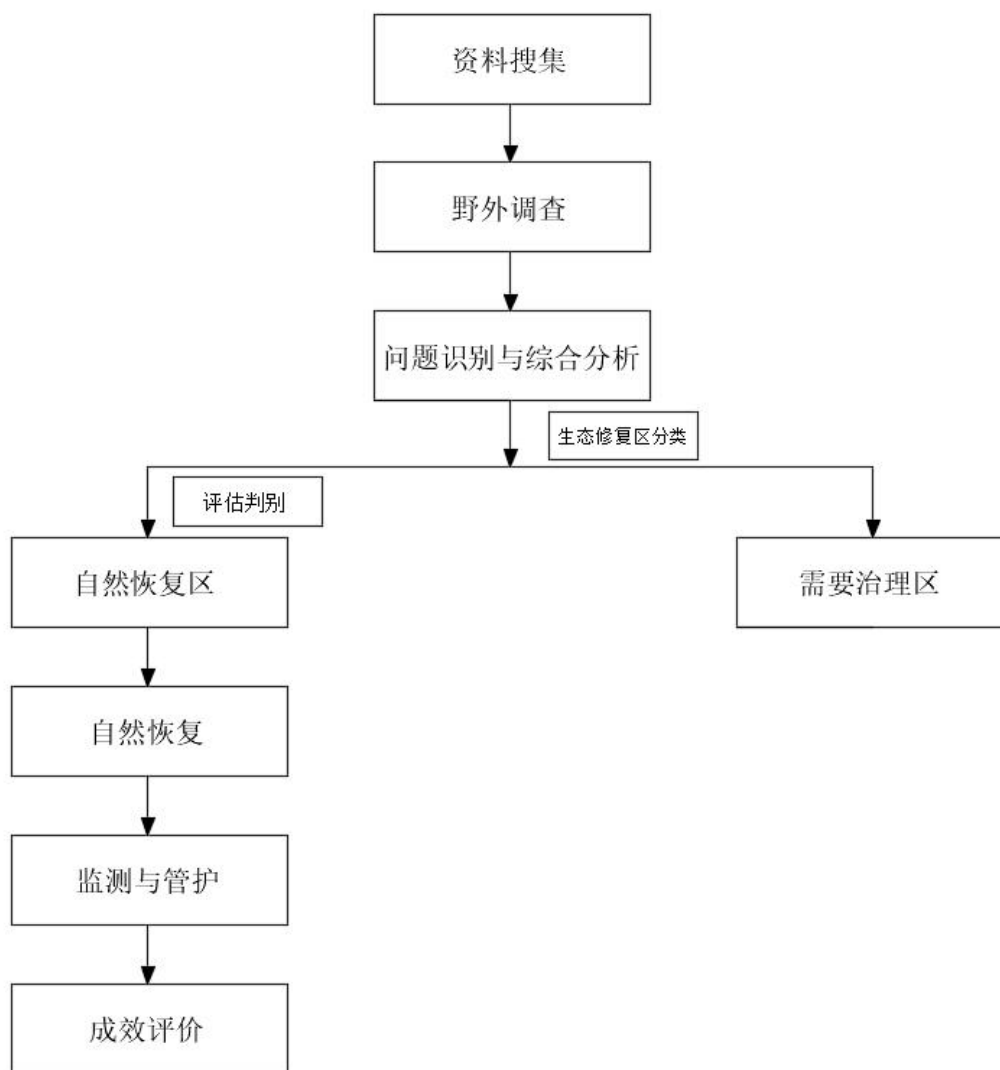 资料搜集
野外调查
问题识别与综合分析
生态修复区分类
评估判别
自然恢复区
需要治理区
自然恢复
监测与管护
成效评价